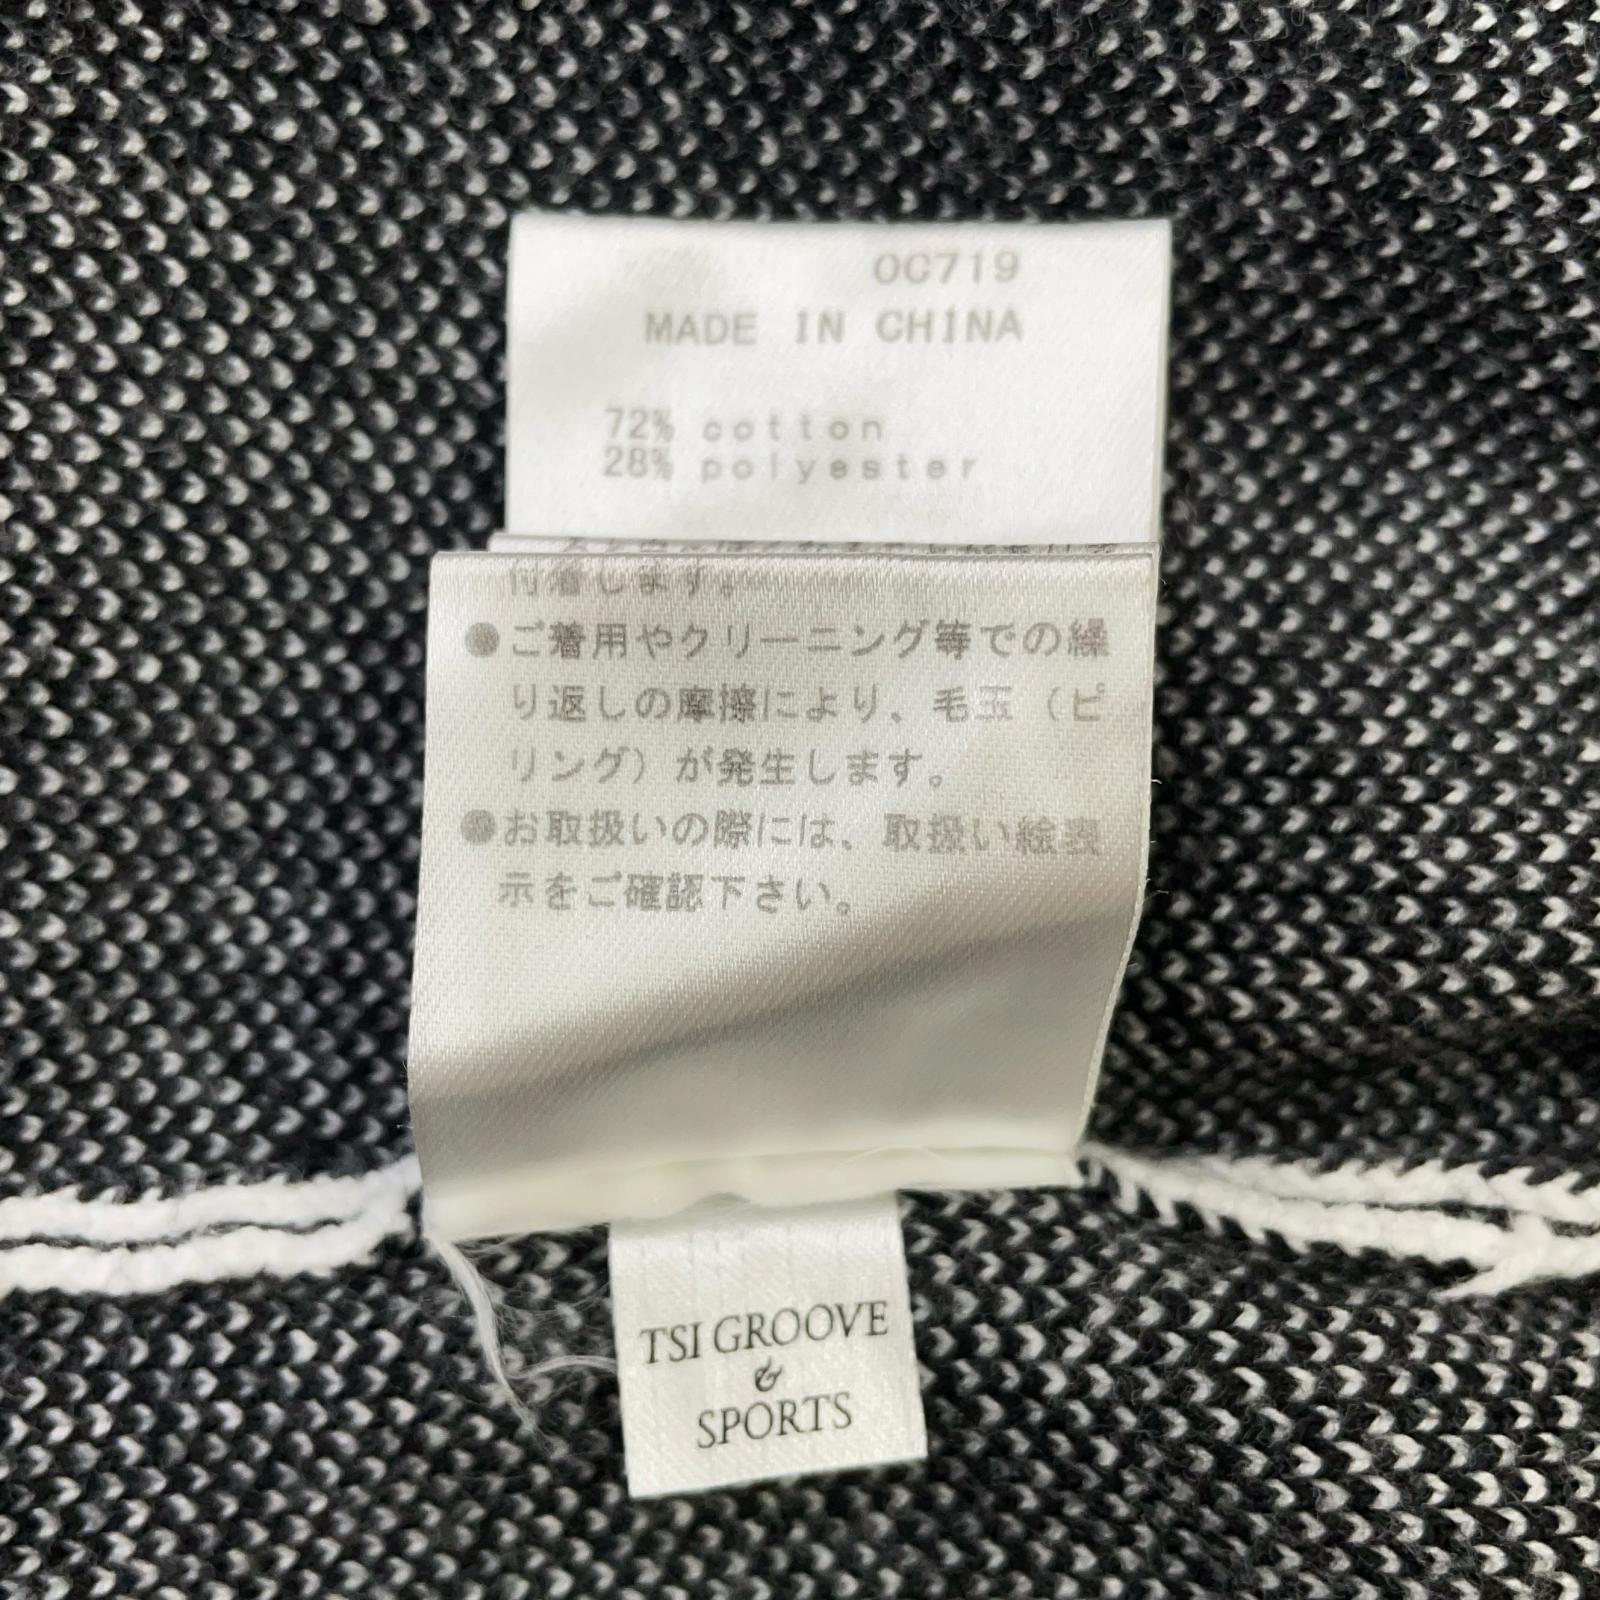 OC719
MADE IN CHINA
72% cotton
28% polyester
付着します。
●ご着用やクリーニング等での繰
り返しの摩擦により、毛玉（ピ
リング）が発生します。
●お取扱いの際には、取扱い絵表
示をご確認下さい。
TSI GROOVE
&
SPORTS